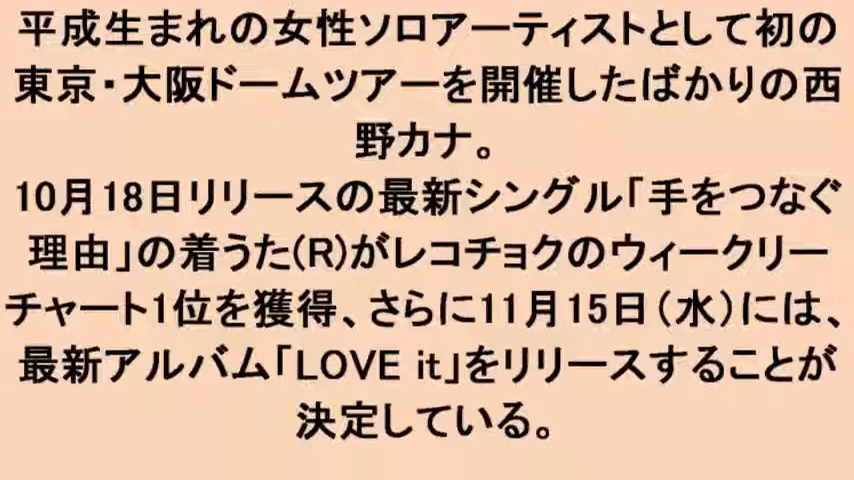 平成生まれの女性ソロアーティストとして初の
東京・大阪ドームツアーを開催したばかりの西
野カナ。
10月18日リリースの最新シングル「手をつなぐ
理由」の着うた(R)がレコチョクのウィークリー
チャート1位を獲得、さらに11月15日（水）には、
最新アルバム「LOVE it」をリリースすることが
決定している。